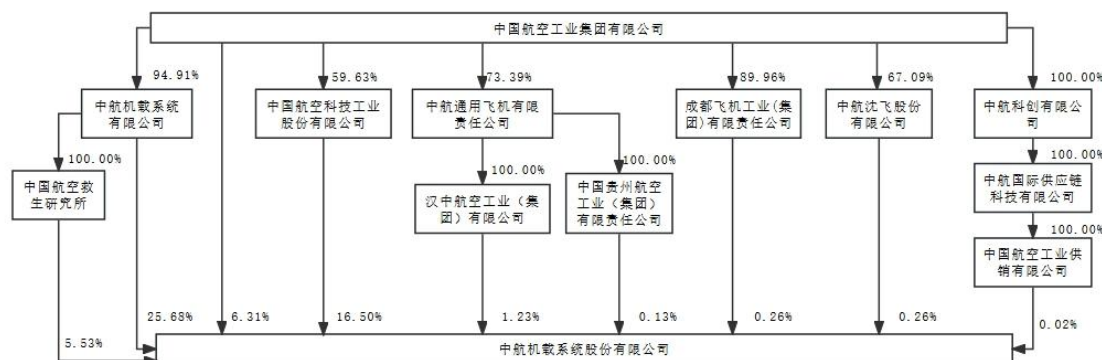 中国航空工业集团有限公司
94.91%
59.63%
73.39%
89.96%
67.09%
100.00%
中航机载系统
有限公司
中国航空科技工业
股份有限公司
中航通用飞机有限
责任公司
成都飞机工业(集
团)有限责任公司
中航沈飞股份
有限公司
中航科创有限公
司
100.00%
100.00%
100.00%
100.00%
中国航空救
生研究所
汉中航空工业（集
团）有限公司
中国贵州航空
工业（集团）
有限责任公司
中航国际供应链
科技有限公司
100.00%
中国航空工业供
销有限公司
25.68%
6.31%
16.50%
1.23%
0.13%
0.26%
0.26%
0.02%
5.53%
中航机载系统股份有限公司